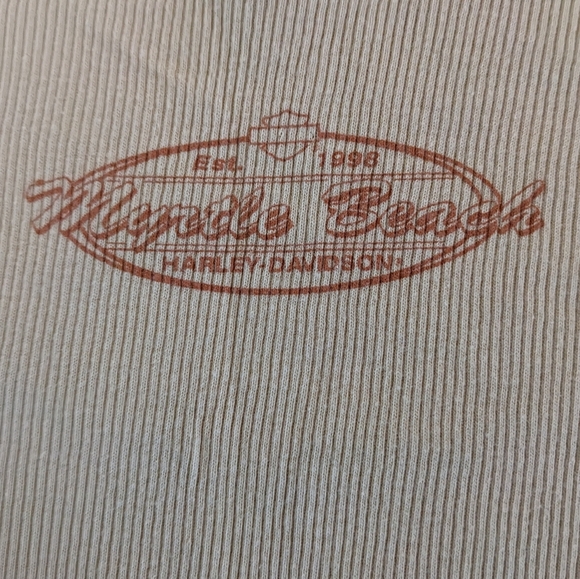 Est. 1998
Myrtle Beach
HARLEY-DAVIDSON